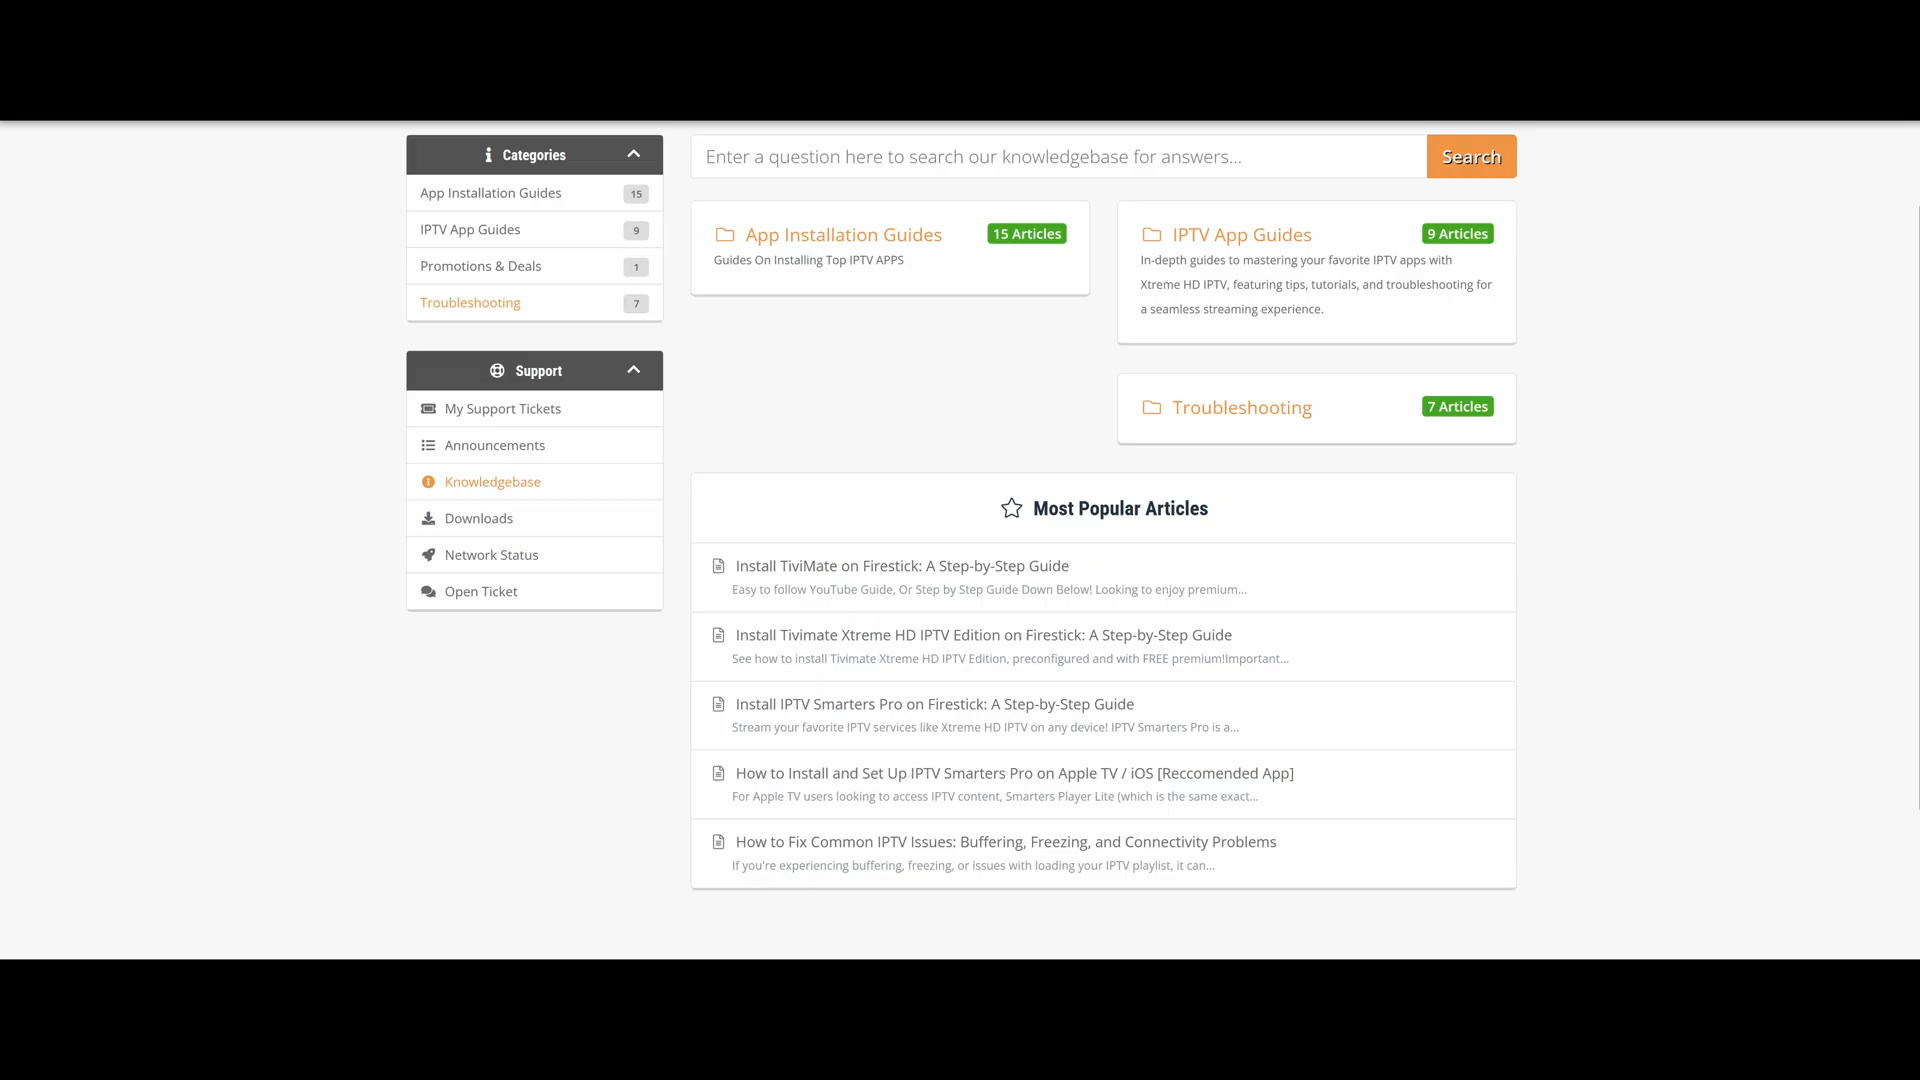 Categories
App Installation Guides 15
IPTV App Guides 9
Promotions & Deals 1
Troubleshooting 7
Support
My Support Tickets
Announcements
Knowledgebase
Downloads
Network Status
Open Ticket
Enter a question here to search our knowledgebase for answers... Search
App Installation Guides 15 Articles
Guides On Installing Top IPTV APPS
IPTV App Guides 9 Articles
In-depth guides to mastering your favorite IPTV apps with
Xtreme HD IPTV, featuring tips, tutorials, and troubleshooting for
a seamless streaming experience.
Troubleshooting 7 Articles
Most Popular Articles
Install TiviMate on Firestick: A Step-by-Step Guide
Easy to follow YouTube Guide, Or Step by Step Guide Down Below! Looking to enjoy premium...
Install Tivimate Xtreme HD IPTV Edition on Firestick: A Step-by-Step Guide
See how to install Tivimate Xtreme HD IPTV Edition, preconfigured and with FREE premium!Important...
Install IPTV Smarters Pro on Firestick: A Step-by-Step Guide
Stream your favorite IPTV services like Xtreme HD IPTV on any device! IPTV Smarters Pro is a...
How to Install and Set Up IPTV Smarters Pro on Apple TV / iOS [Reccomended App]
For Apple TV users looking to access IPTV content, Smarters Player Lite (which is the same exact...
How to Fix Common IPTV Issues: Buffering, Freezing, and Connectivity Problems
If you're experiencing buffering, freezing, or issues with loading your IPTV playlist, it can...